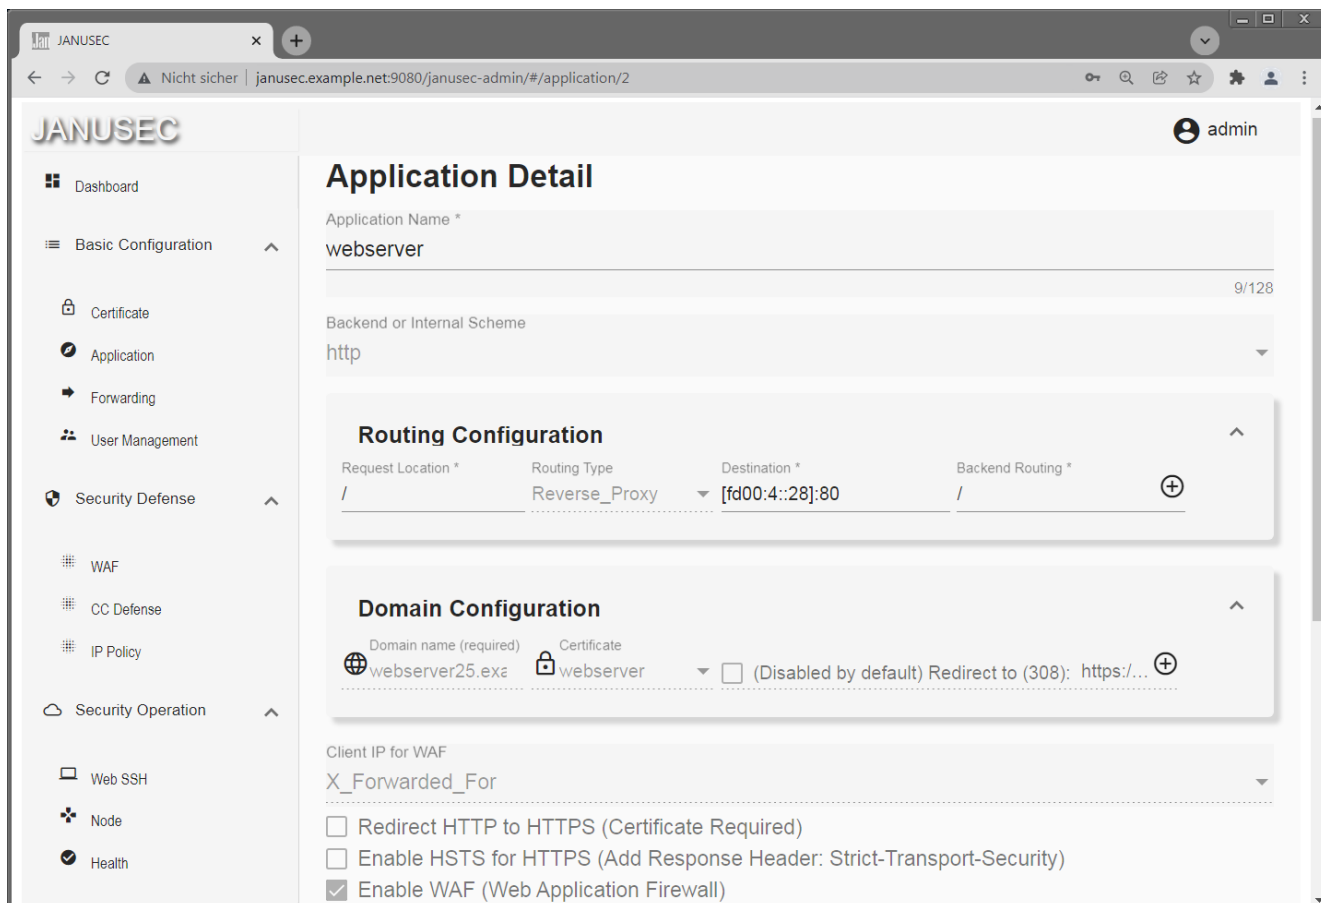 JANUSEC
Nicht sicher | janusec.example.net:9080/janusec-admin/#/application/2
JANUSEC
admin
Dashboard
Basic Configuration
Certificate
Application
Forwarding
User Management
Security Defense
WAF
CC Defense
IP Policy
Security Operation
Web SSH
Node
Health
Application Detail
Application Name *
webserver
9/128
Backend or Internal Scheme
http
Routing Configuration
Request Location * Routing Type Destination * Backend Routing *
/ Reverse_Proxy [fd00:4::28]:80 /
Domain Configuration
Domain name (required) Certificate
webserver25.exa webserver (Disabled by default) Redirect to (308): https:/...
Client IP for WAF
X_Forwarded_For
Redirect HTTP to HTTPS (Certificate Required)
Enable HSTS for HTTPS (Add Response Header: Strict-Transport-Security)
Enable WAF (Web Application Firewall)